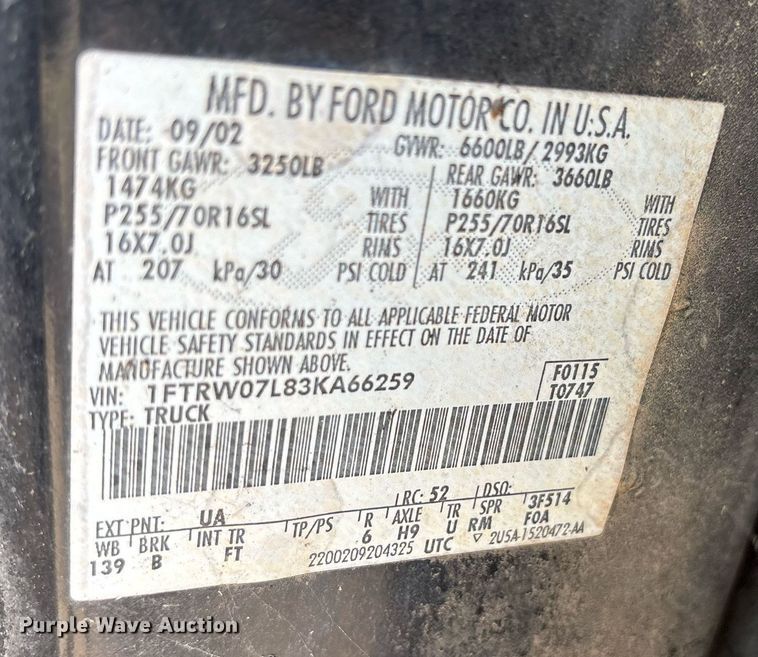 MFD. BY FORD MOTOR CO. IN U.S.A.
DATE: 09/02 GVWR: 6600LB/ 2993KG
FRONT GAWR: 3250LB REAR GAWR: 3660LB
1474KG WITH 1660KG WITH
P255/70R16SL TIRES P255/70R16SL TIRES
16X7.0J RIMS 16X7.0J RIMS
AT 207 kPa/30 PSI COLD AT 241 kPa/35 PSI COLD
THIS VEHICLE CONFORMS TO ALL APPLICABLE FEDERAL MOTOR
VEHICLE SAFETY STANDARDS IN EFFECT ON THE DATE OF
MANUFACTURE SHOWN ABOVE.
VIN: 1FTRW07L83KA66259 F0115
TYPE: TRUCK T0747
EXT PNT: UA RC: 52 DSO:
WB BRK INT TR TP/PS R AXLE TR SPR 3F514
139 B FT 6 H9 U RM F0A
2200209204325 UTC ▽ 2U5A-1520472-AA
Purple Wave Auction